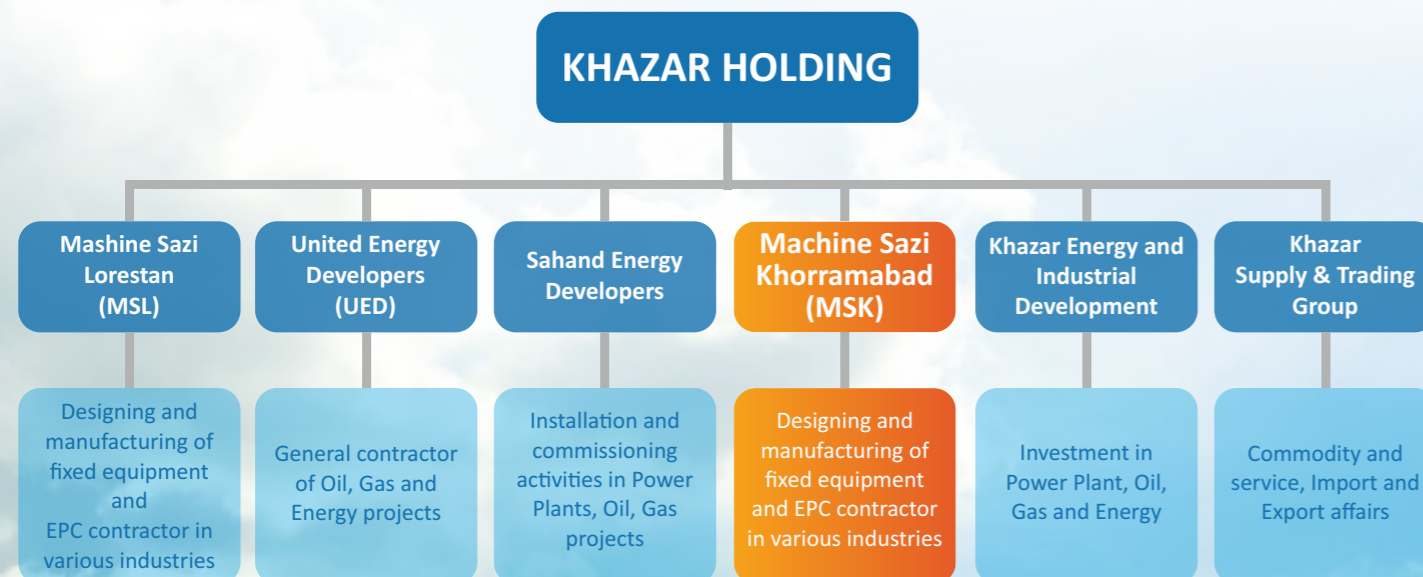 KHAZAR HOLDING
Mashine Sazi
Lorestan
(MSL)
United Energy
Developers
(UED)
Sahand Energy
Developers
Machine Sazi
Khorramabad
(MSK)
Khazar Energy and
Industrial
Development
Khazar
Supply & Trading
Group
Designing and
manufacturing of
fixed equipment
and
EPC contractor in
various industries
General contractor
of Oil, Gas and
Energy projects
Installation and
commissioning
activities in Power
Plants, Oil, Gas
projects
Designing and
manufacturing of
fixed equipment
and EPC contractor
in various industries
Investment in
Power Plant, Oil,
Gas and Energy
Commodity and
service, Import and
Export affairs